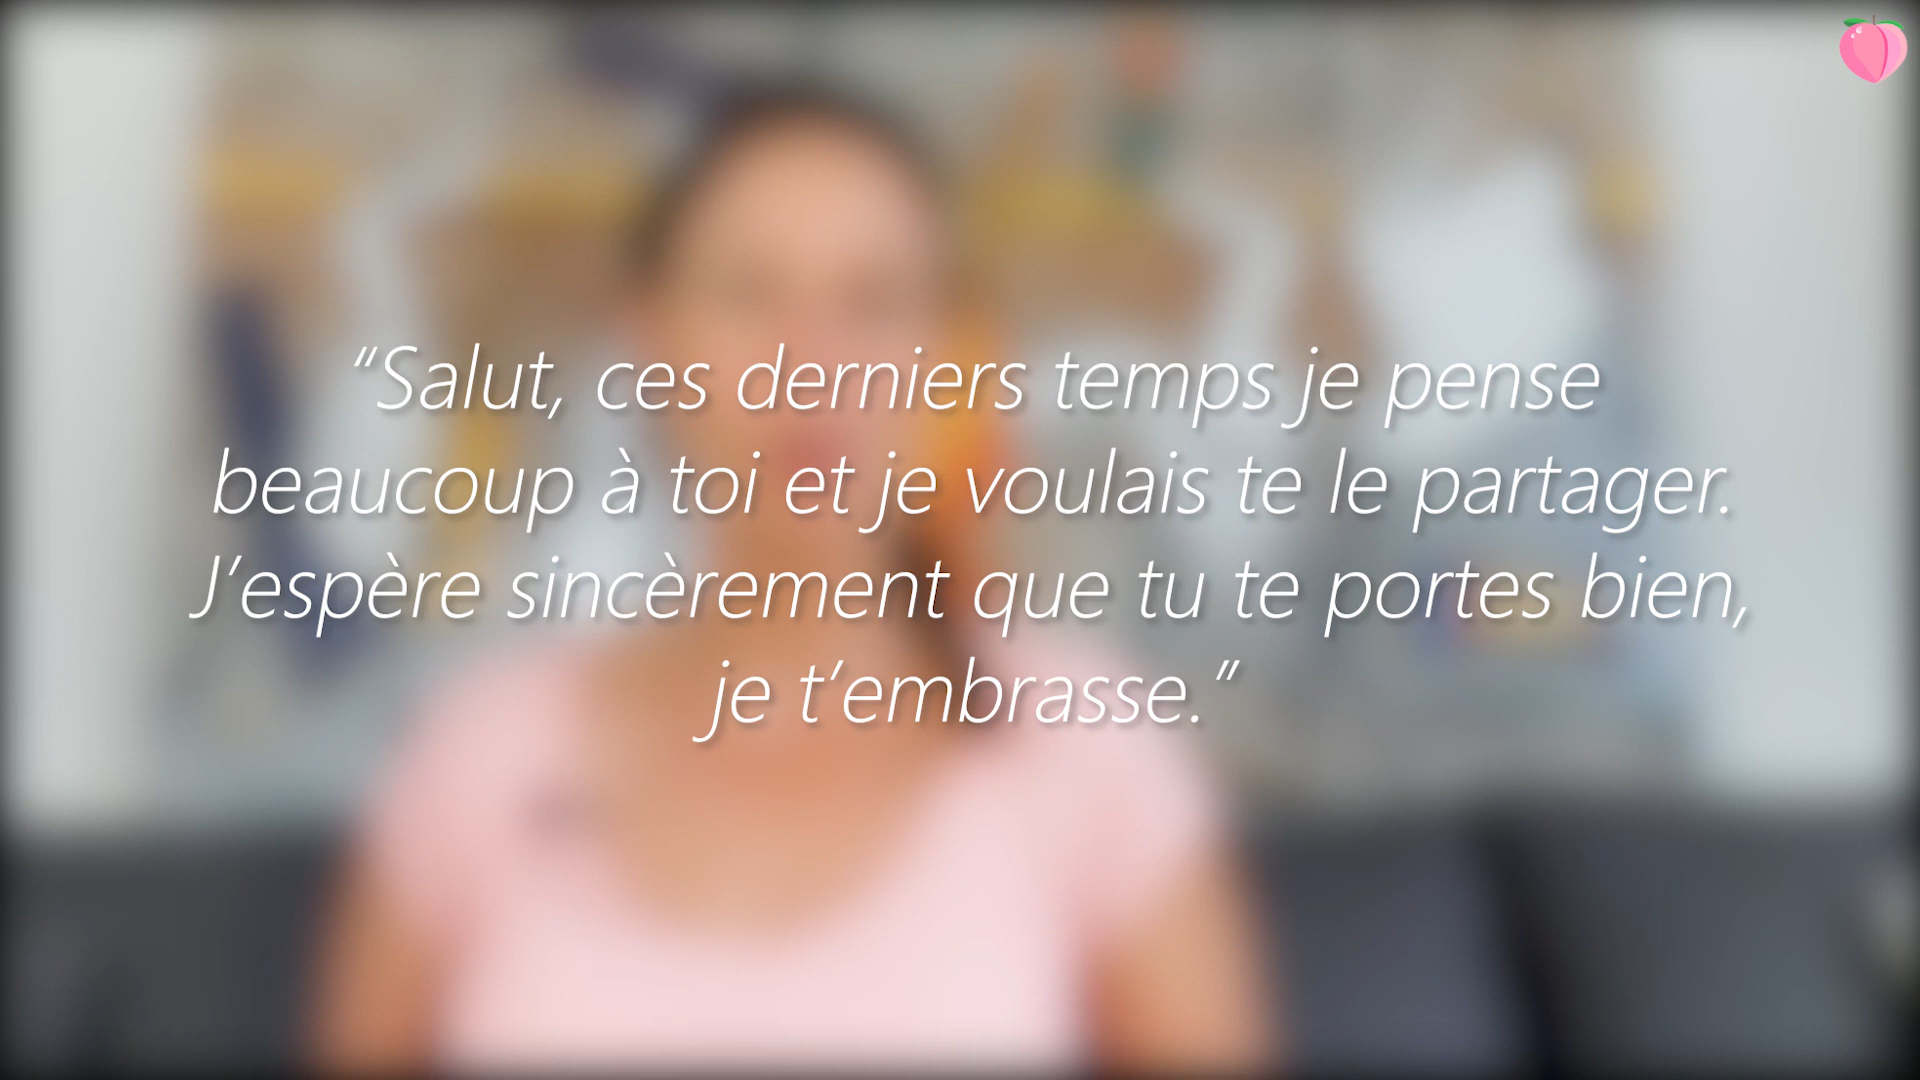 “Salut, ces derniers temps je pense
beaucoup à toi et je voulais te le partager.
J’espère sincèrement que tu te portes bien,
je t’embrasse.”